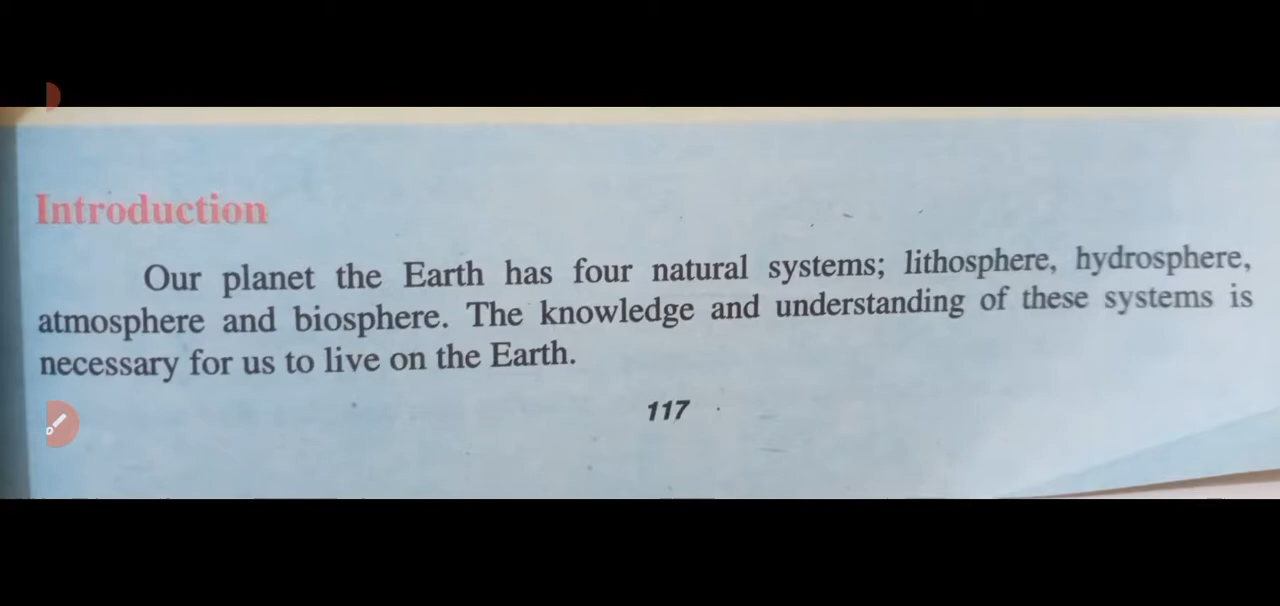 Introduction
Our planet the Earth has four natural systems; lithosphere, hydrosphere,
atmosphere and biosphere. The knowledge and understanding of these systems is
necessary for us to live on the Earth.
117